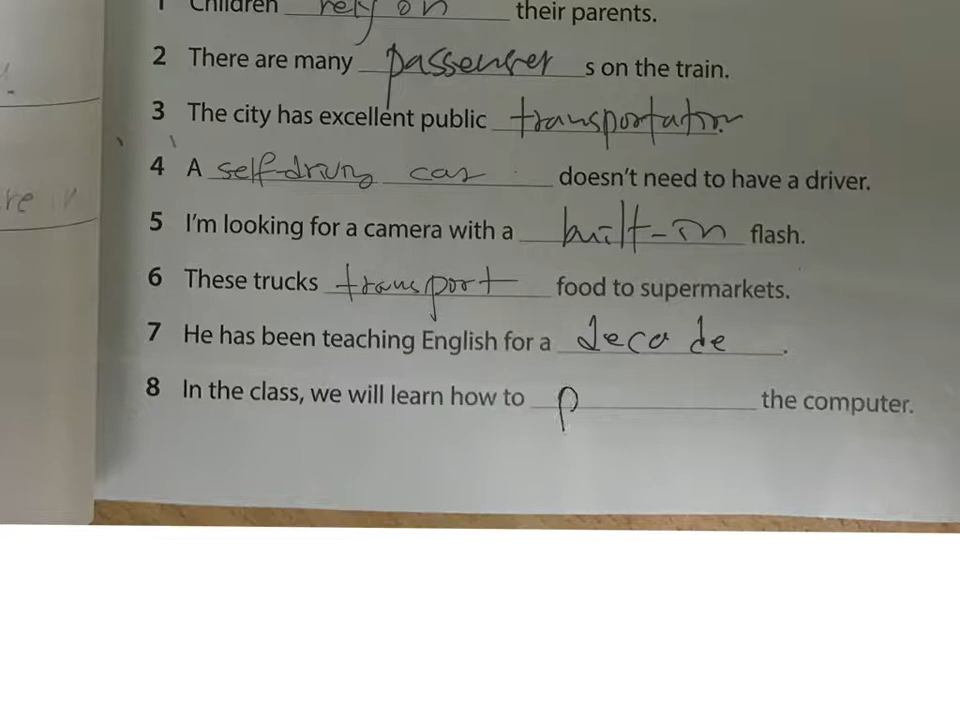 1 Children rely on their parents.
2 There are many passenger s on the train.
3 The city has excellent public transportation
4 A self-driving car doesn't need to have a driver.
5 I'm looking for a camera with a built-in flash.
6 These trucks transport food to supermarkets.
7 He has been teaching English for a decade.
8 In the class, we will learn how to p the computer.